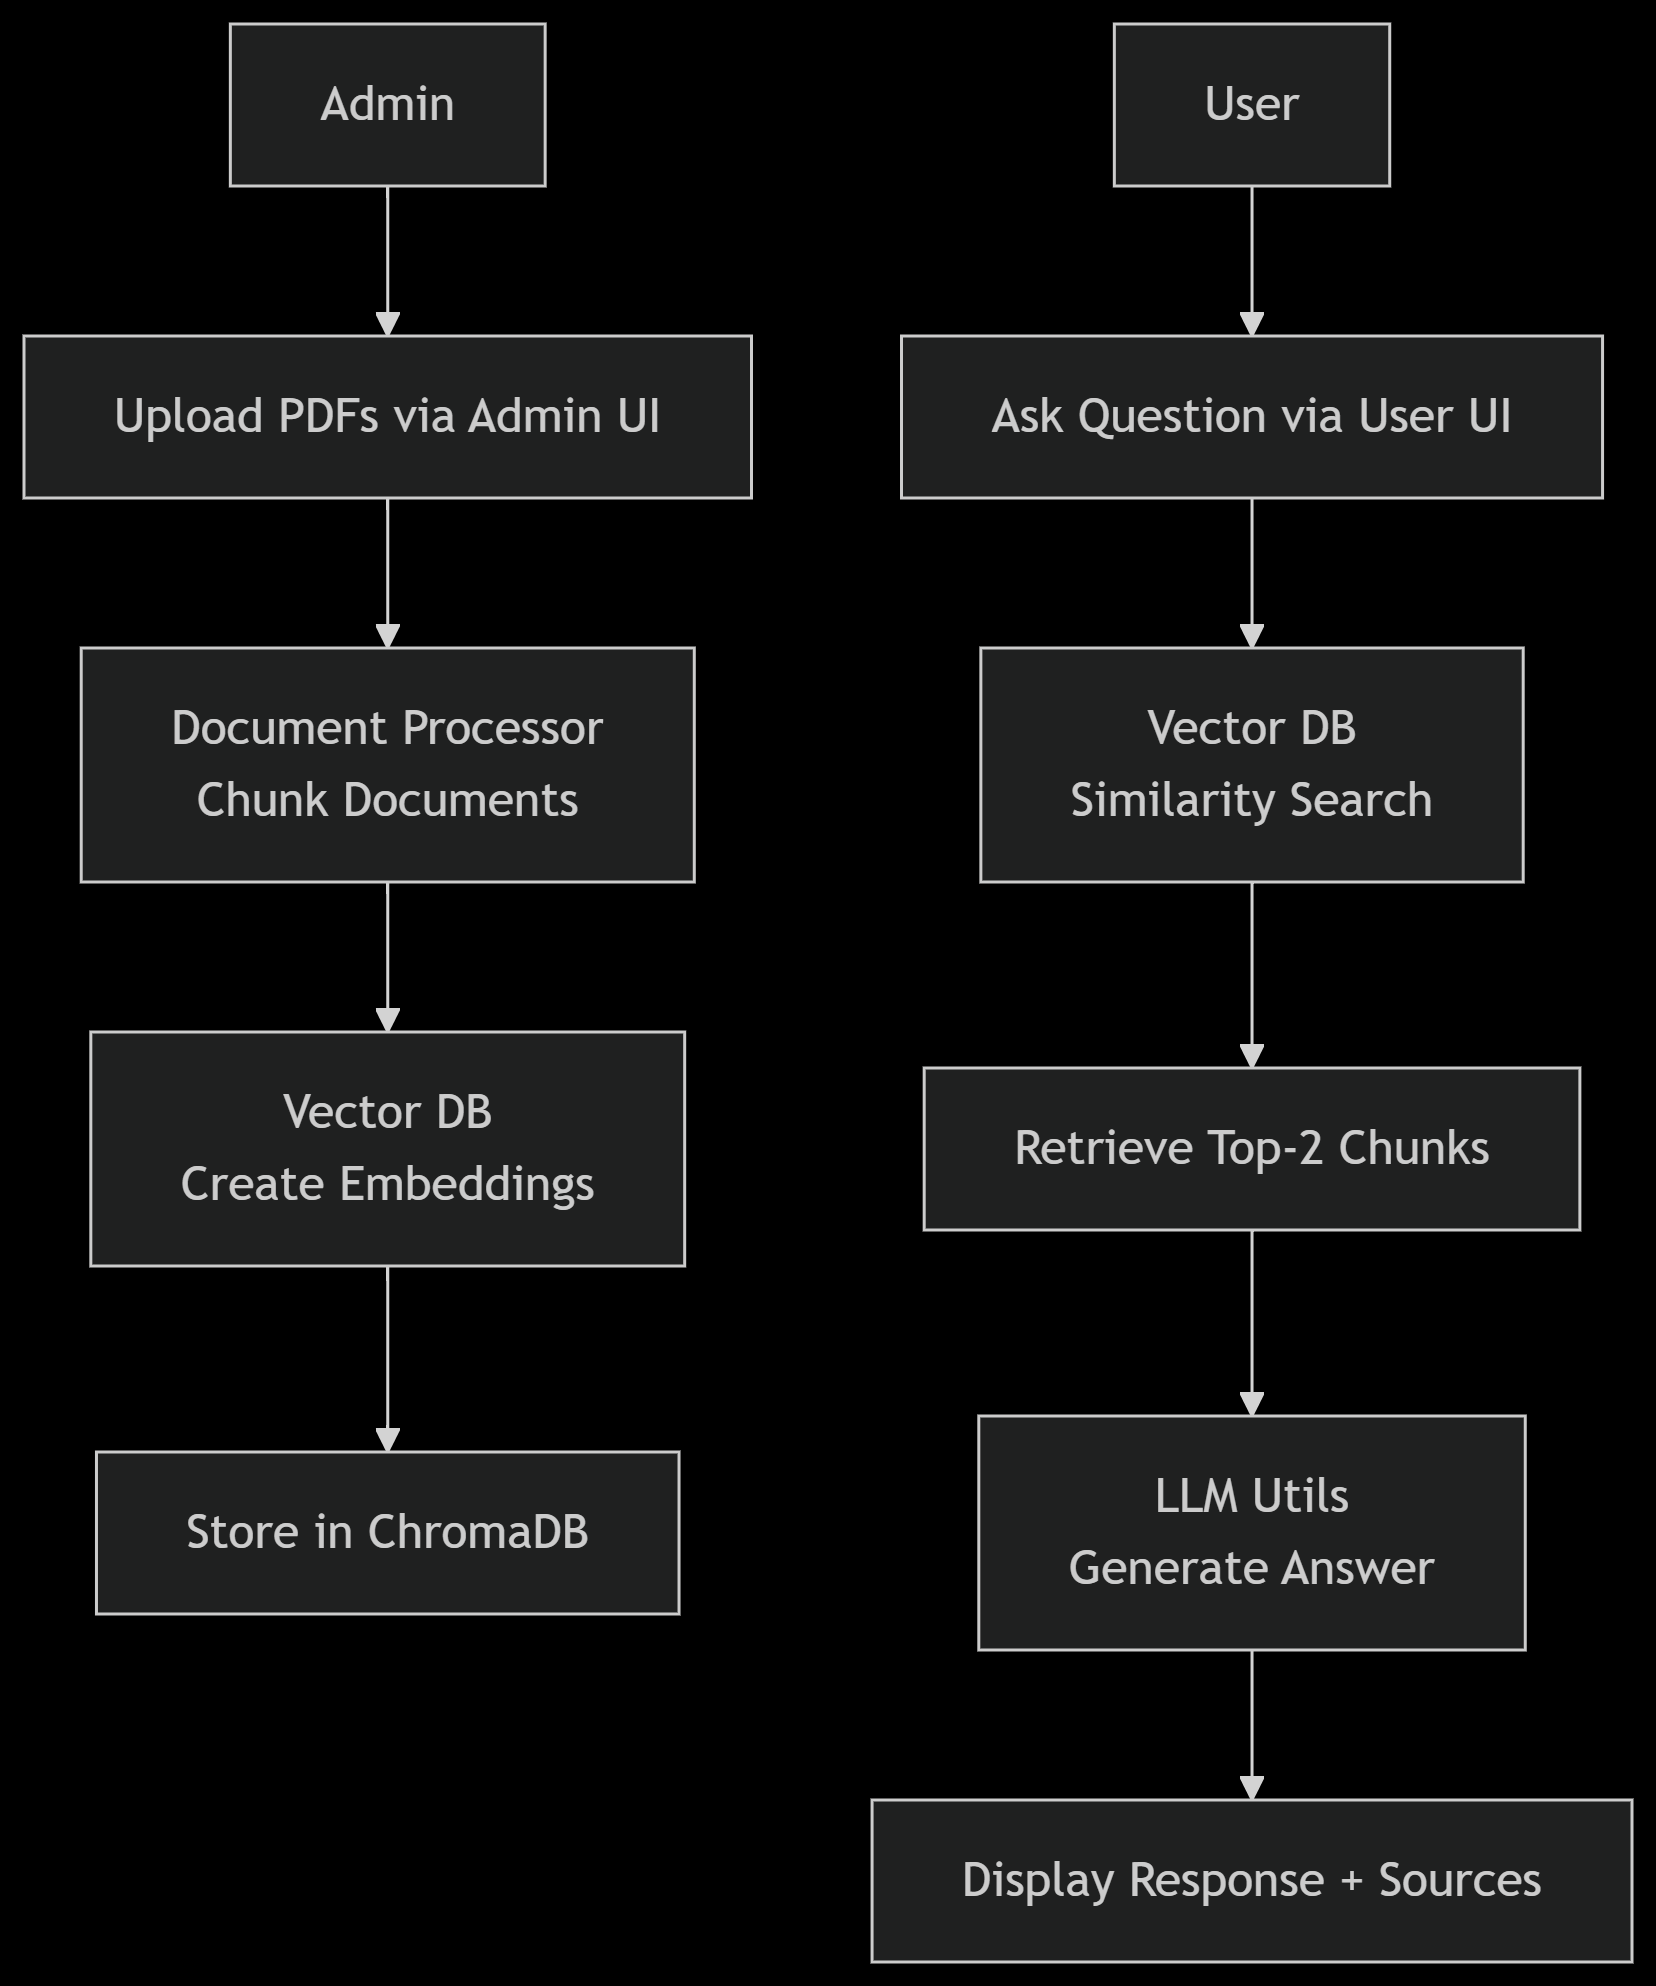 Admin
Upload PDFs via Admin UI
Document Processor
Chunk Documents
Vector DB
Create Embeddings
Store in ChromaDB
User
Ask Question via User UI
Vector DB
Similarity Search
Retrieve Top-2 Chunks
LLM Utils
Generate Answer
Display Response + Sources